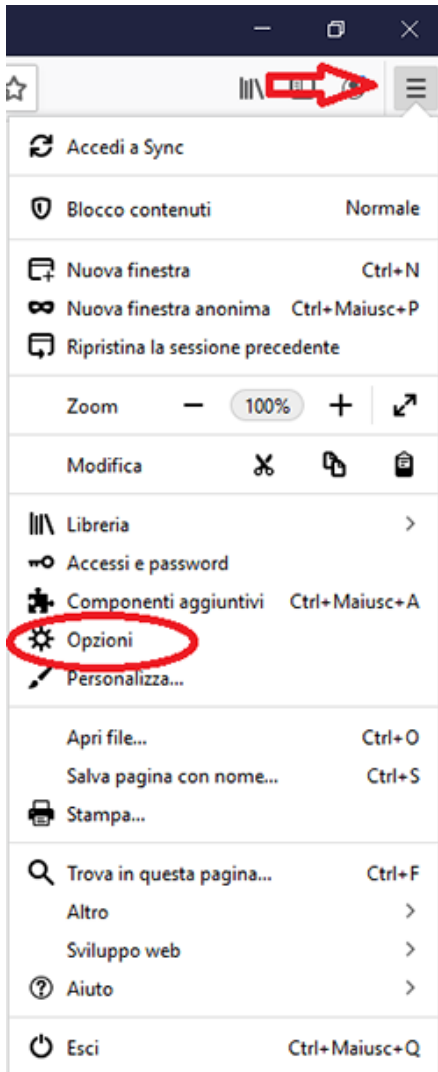 Accedi a Sync
Blocco contenuti Normale
Nuova finestra Ctrl+N
Nuova finestra anonima Ctrl+Maiusc+P
Ripristina la sessione precedente
Zoom 100%
Modifica
Libreria
Accessi e password
Componenti aggiuntivi Ctrl+Maiusc+A
Opzioni
Personalizza...
Apri file... Ctrl+O
Salva pagina con nome... Ctrl+S
Stampa...
Trova in questa pagina... Ctrl+F
Altro
Sviluppo web
Aiuto
Esci Ctrl+Maiusc+Q